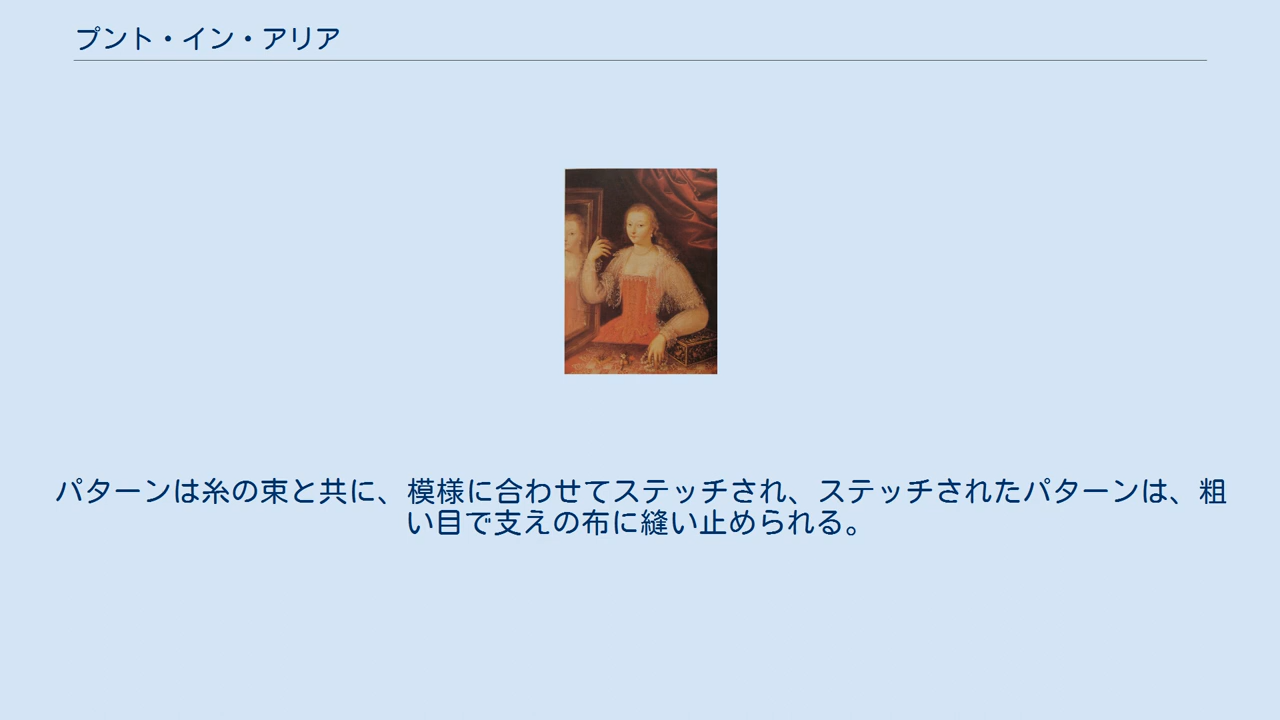 プント・イン・アリア
パターンは糸の束と共に、模様に合わせてステッチされ、ステッチされたパターンは、粗
い目で支えの布に縫い止められる。